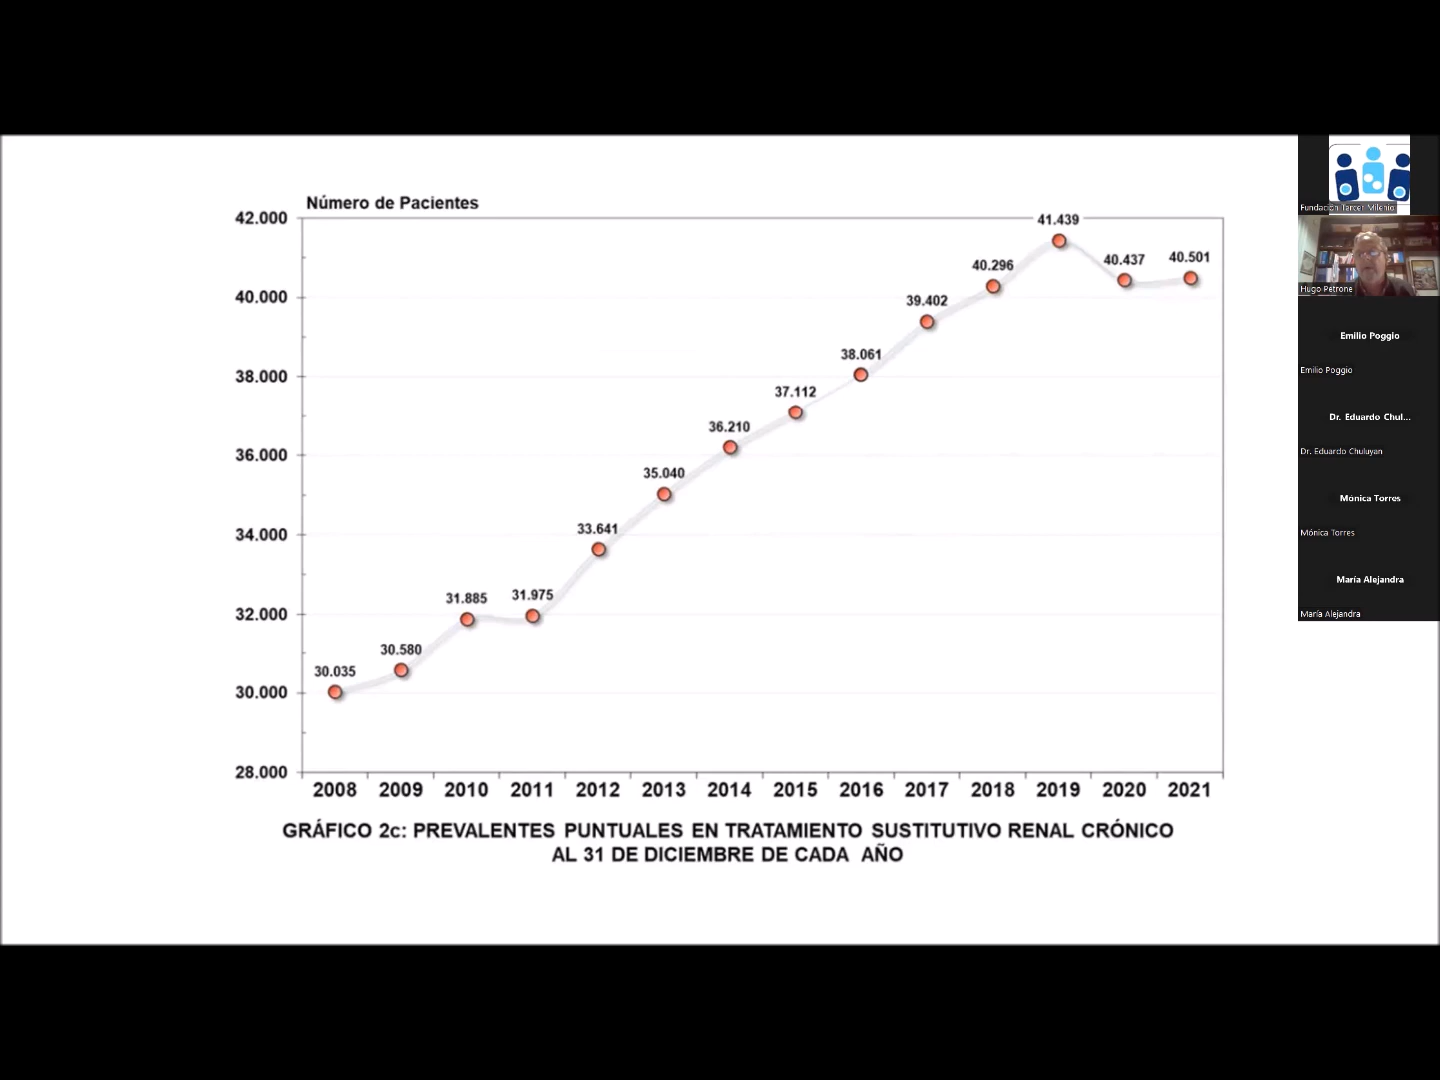 Número de Pacientes
42.000
40.000
38.000
36.000
34.000
32.000
30.000
28.000
30.035
30.580
31.885
31.975
33.641
35.040
36.210
37.112
38.061
39.402
40.296
41.439
40.437
40.501
2008 2009 2010 2011 2012 2013 2014 2015 2016 2017 2018 2019 2020 2021
GRÁFICO 2c: PREVALENTES PUNTUALES EN TRATAMIENTO SUSTITUTIVO RENAL CRÓNICO
AL 31 DE DICIEMBRE DE CADA AÑO
Fundación Tercer Milenio
Hugo Petrone
Emilio Poggio
Emilio Poggio
Dr. Eduardo Chul...
Dr. Eduardo Chuluyan
Mónica Torres
Mónica Torres
María Alejandra
María Alejandra